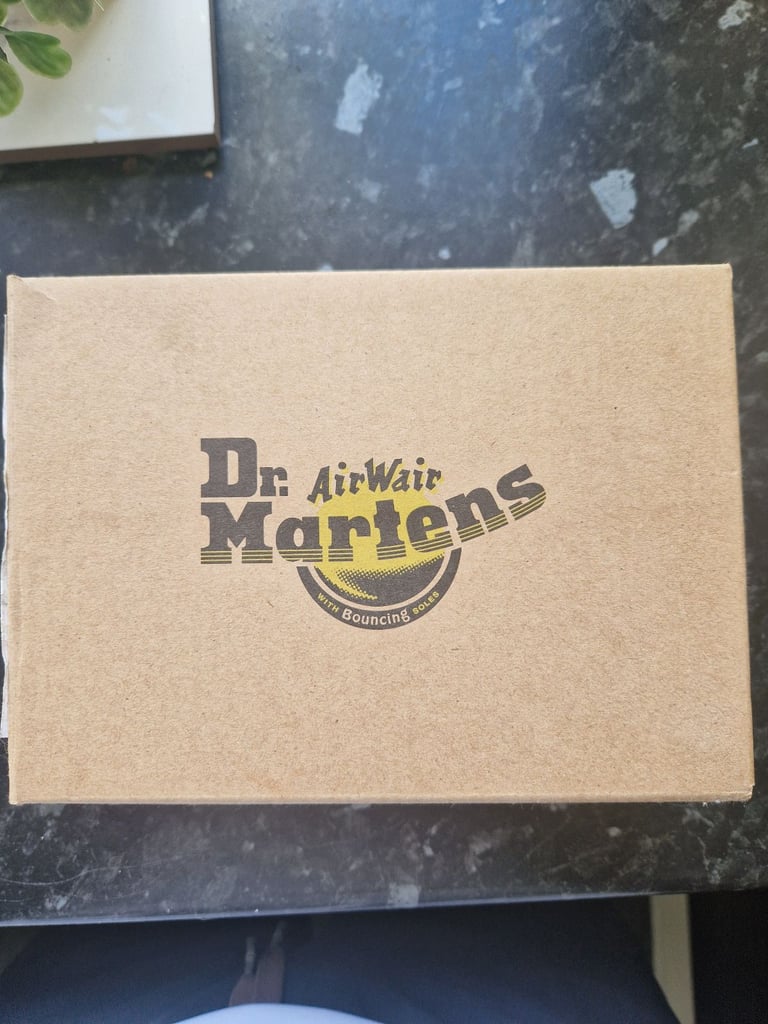 Dr. AirWair
Martens
WITH Bouncing SOLES